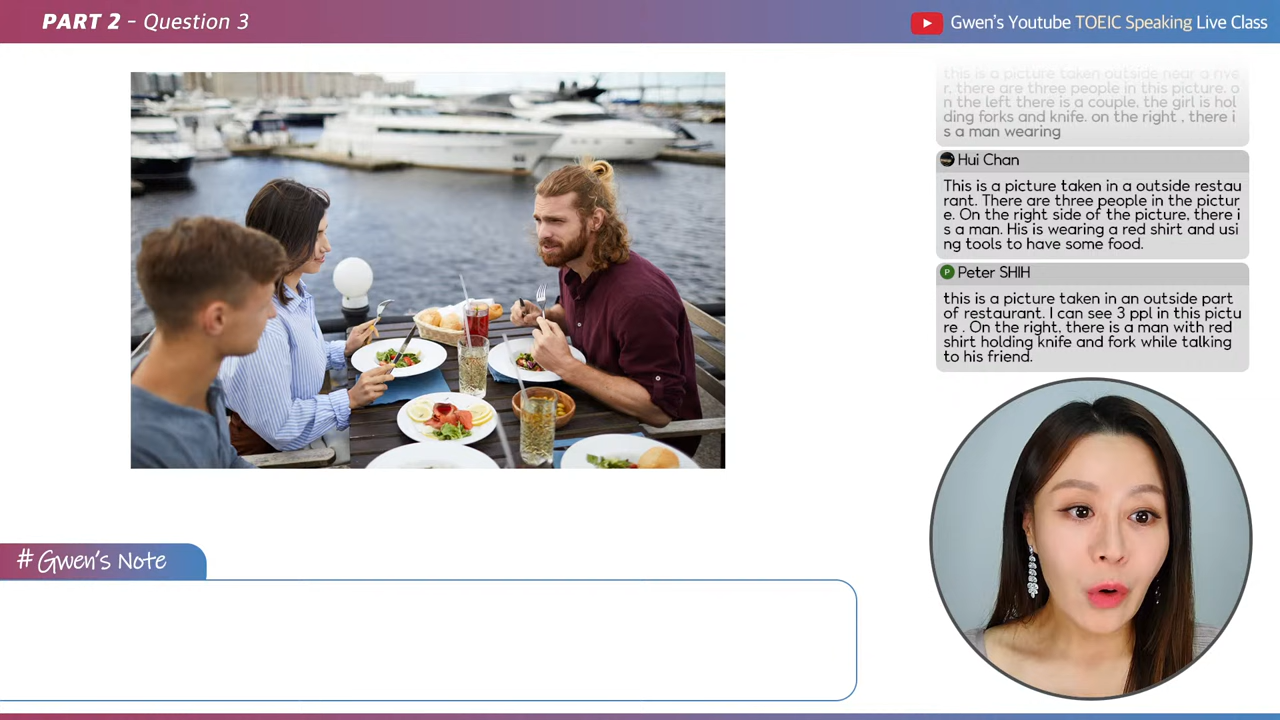 PART 2 - Question 3
Gwen's Youtube TOEIC Speaking Live Class
this is a picture taken outside near a rive
r, there are three people in this picture. o
n the left there is a couple. the girl is hol
ding forks and knife. on the right . there i
s a man wearing
Hui Chan
This is a picture taken in a outside restau
rant. There are three people in the pictur
e. On the right side of the picture. there i
s a man. His is wearing a red shirt and usi
ng tools to have some food.
P Peter SHIH
this is a picture taken in an outside part
of restaurant. I can see 3 ppl in this pictu
re . On the right, there is a man with red
shirt holding knife and fork while talking
to his friend.
# Gwen's Note